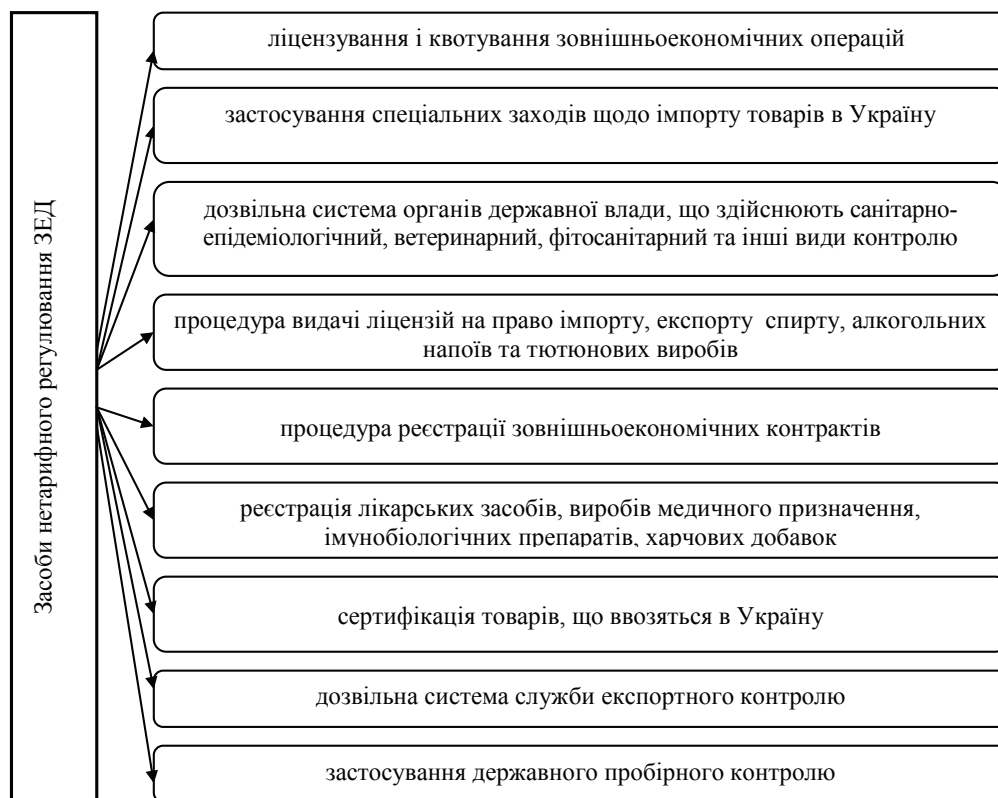 Засоби нетарифного регулювання ЗЕД
ліцензування і квотування зовнішньоекономічних операцій
застосування спеціальних заходів щодо імпорту товарів в Україну
дозвільна система органів державної влади, що здійснюють санітарно-
епідеміологічний, ветеринарний, фітосанітарний та інші види контролю
процедура видачі ліцензій на право імпорту, експорту спирту, алкогольних
напоїв та тютюнових виробів
процедура реєстрації зовнішньоекономічних контрактів
реєстрація лікарських засобів, виробів медичного призначення,
імунобіологічних препаратів, харчових добавок
сертифікація товарів, що ввозяться в Україну
дозвільна система служби експортного контролю
застосування державного пробірного контролю